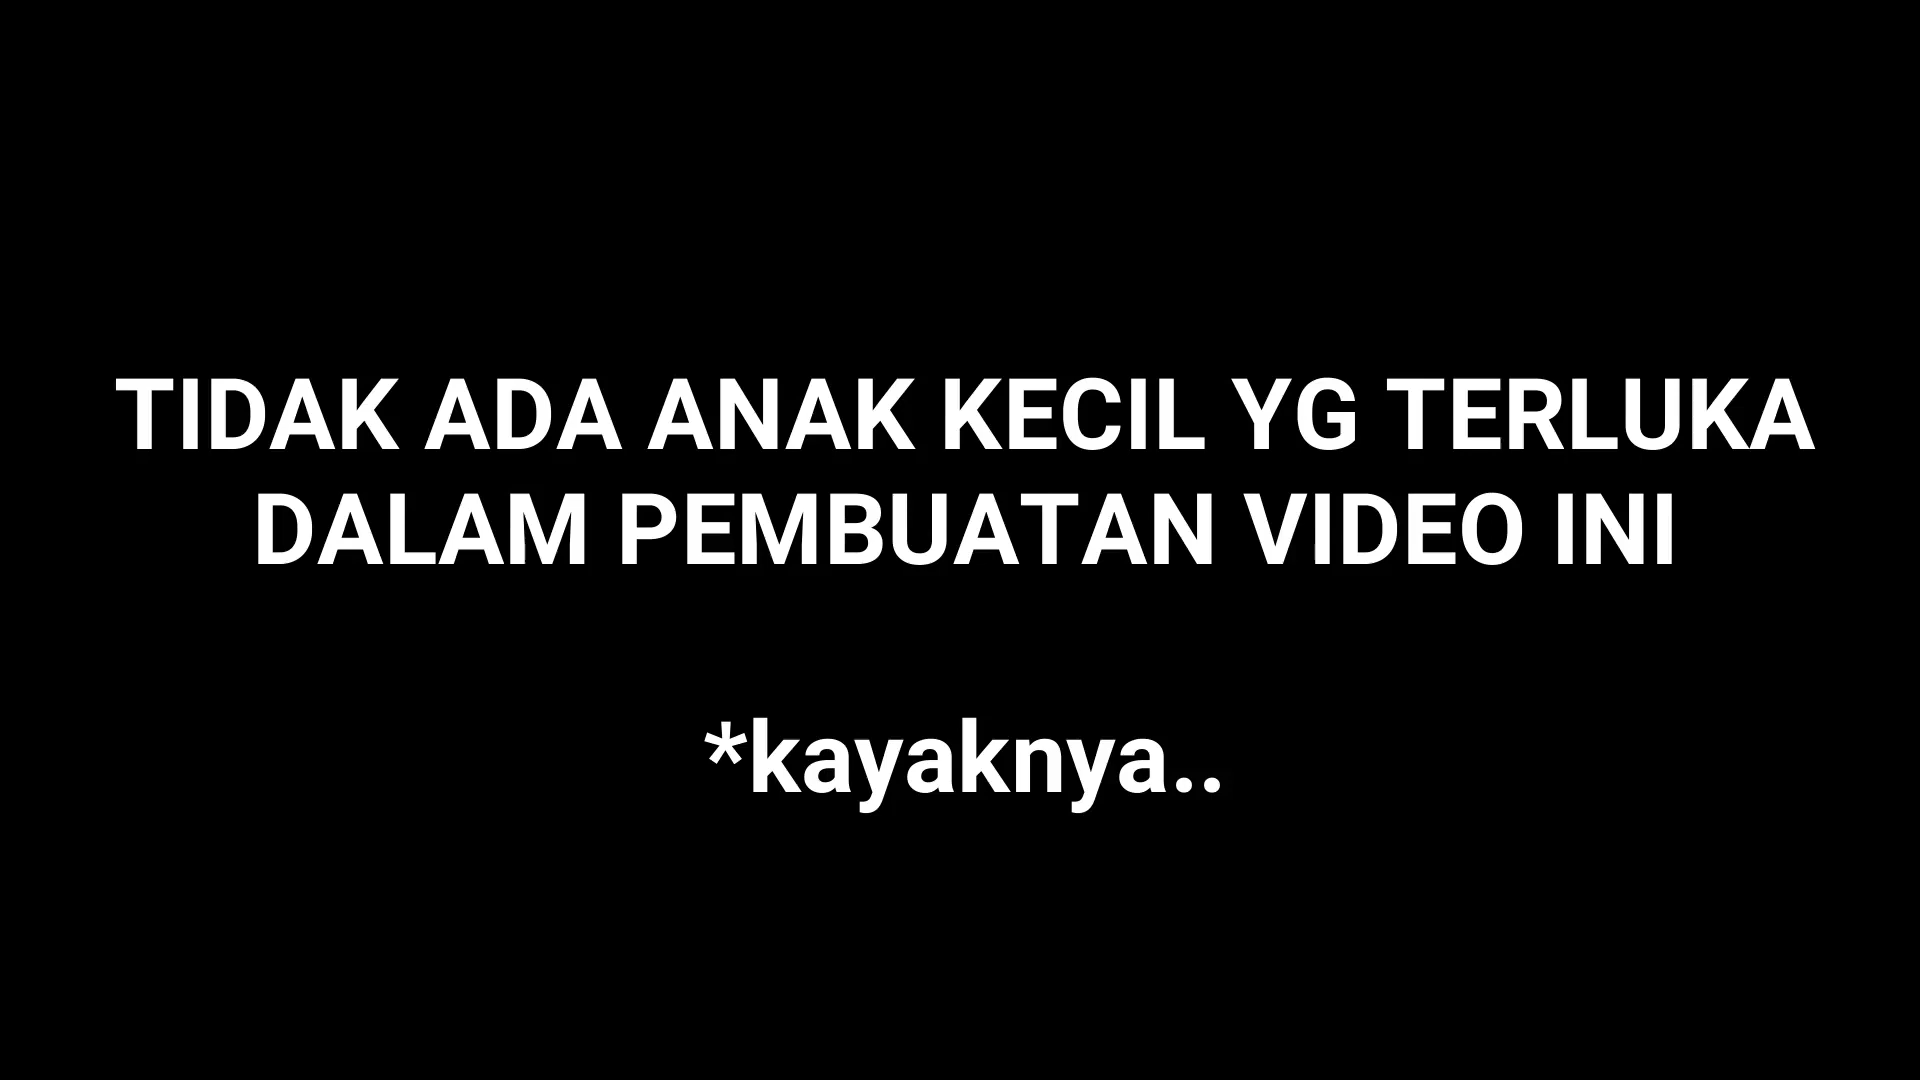 TIDAK ADA ANAK KECIL YG TERLUKA
DALAM PEMBUATAN VIDEO INI
*kayaknya..